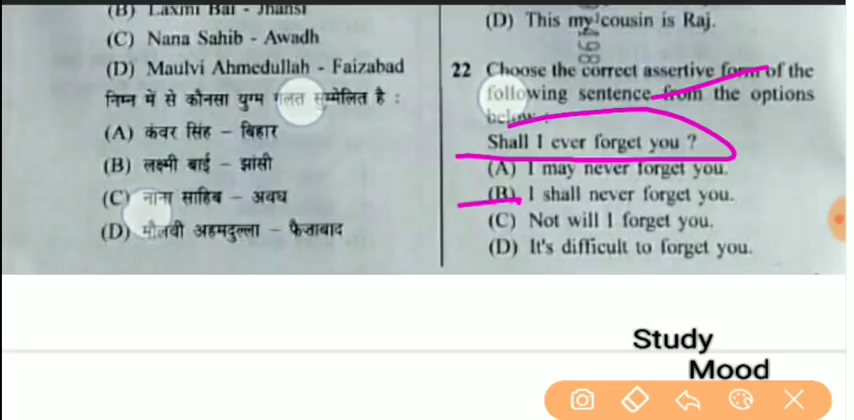 (B) Laxmi Bai - Jhansi
(C) Nana Sahib - Awadh
(D) Maulvi Ahmedullah - Faizabad
निम्न में से कौनसा युग्म गलत सुम्मेलित है :
(A) कंवर सिंह – बिहार
(B) लक्ष्मी बाई – झांसी
(C) नाना साहिब – अवध
(D) मौलवी अहमदुल्ला – फैजाबाद
(D) This my cousin is Raj.
22 Choose the correct assertive form of the
following sentence from the options
below :
Shall I ever forget you ?
(A) I may never forget you.
(B) I shall never forget you.
(C) Not will I forget you.
(D) It's difficult to forget you.
Study
Mood